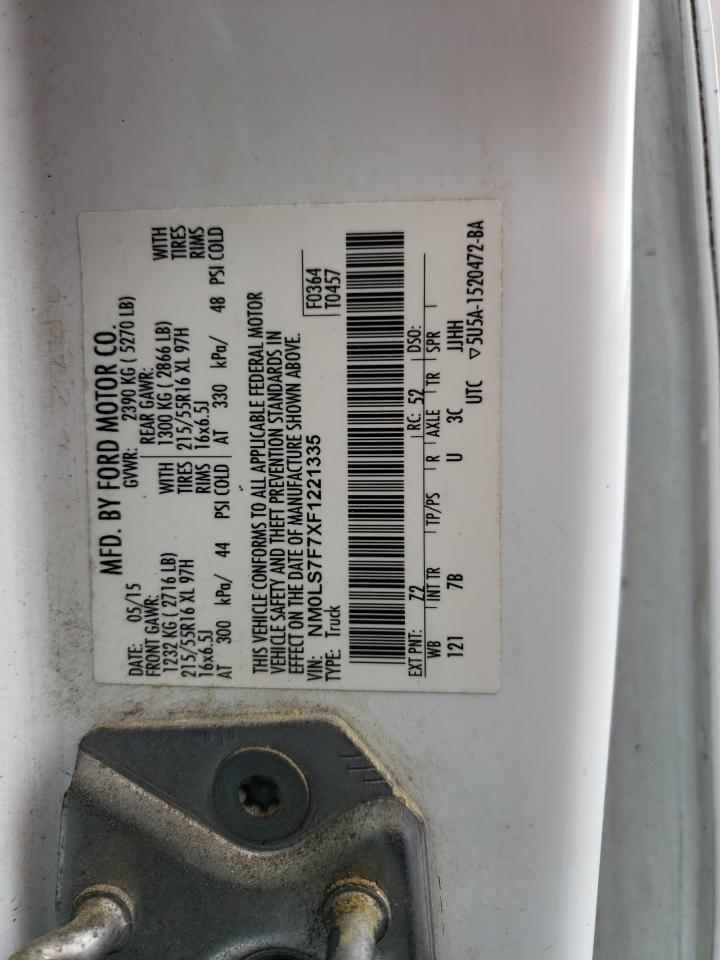 MFD. BY FORD MOTOR CO.
DATE: 05/15 GVWR: 2390 KG ( 5270 LB)
FRONT GAWR: REAR GAWR:
1232 KG ( 2716 LB) WITH 1300 KG ( 2866 LB) WITH
215/55R16 XL 97H TIRES 215/55R16 XL 97H TIRES
16x6.5J RIMS 16x6.5J RIMS
AT 300 kPa/ 44 PSI COLD AT 330 kPa/ 48 PSI COLD
THIS VEHICLE CONFORMS TO ALL APPLICABLE FEDERAL MOTOR
VEHICLE SAFETY AND THEFT PREVENTION STANDARDS IN
EFFECT ON THE DATE OF MANUFACTURE SHOWN ABOVE.
VIN: NM0LS7F7XF1221335 F0364
TYPE: Truck T0457
EXT PNT: Z2 RC: 52 DSO:
WB INT TR TP/PS R AXLE TR SPR
121 7B U 3C JJHH
UTC ▽5U5A-1520472-BA